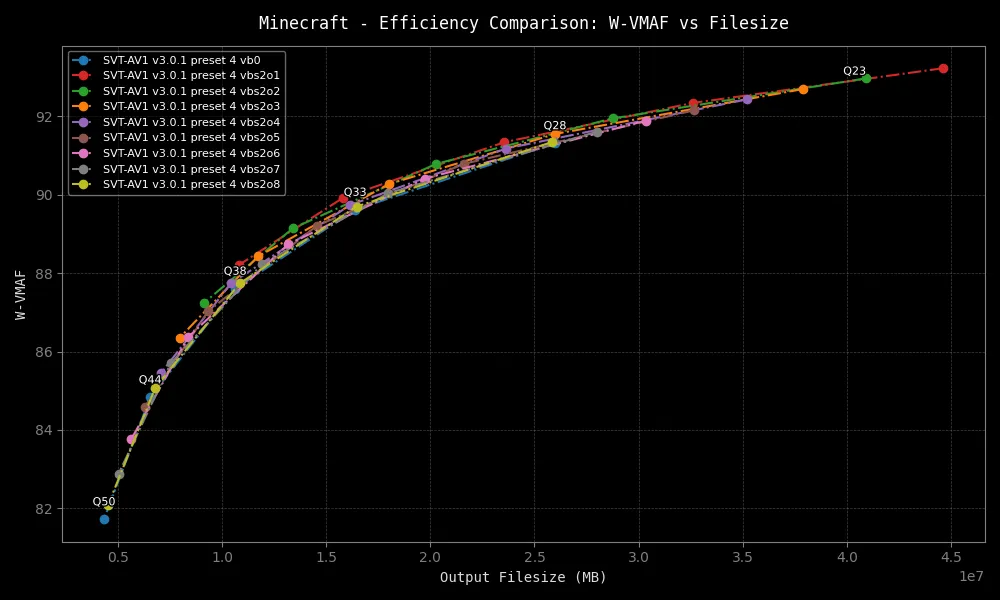 Minecraft - Efficiency Comparison: W-VMAF vs Filesize
SVT-AV1 v3.0.1 preset 4 vb0
SVT-AV1 v3.0.1 preset 4 vbs2o1
SVT-AV1 v3.0.1 preset 4 vbs2o2
SVT-AV1 v3.0.1 preset 4 vbs2o3
SVT-AV1 v3.0.1 preset 4 vbs2o4
SVT-AV1 v3.0.1 preset 4 vbs2o5
SVT-AV1 v3.0.1 preset 4 vbs2o6
SVT-AV1 v3.0.1 preset 4 vbs2o7
SVT-AV1 v3.0.1 preset 4 vbs2o8
Q23
Q28
Q33
Q38
Q44
Q50
W-VMAF
92
90
88
86
84
82
0.5 1.0 1.5 2.0 2.5 3.0 3.5 4.0 4.5
1e7
Output Filesize (MB)